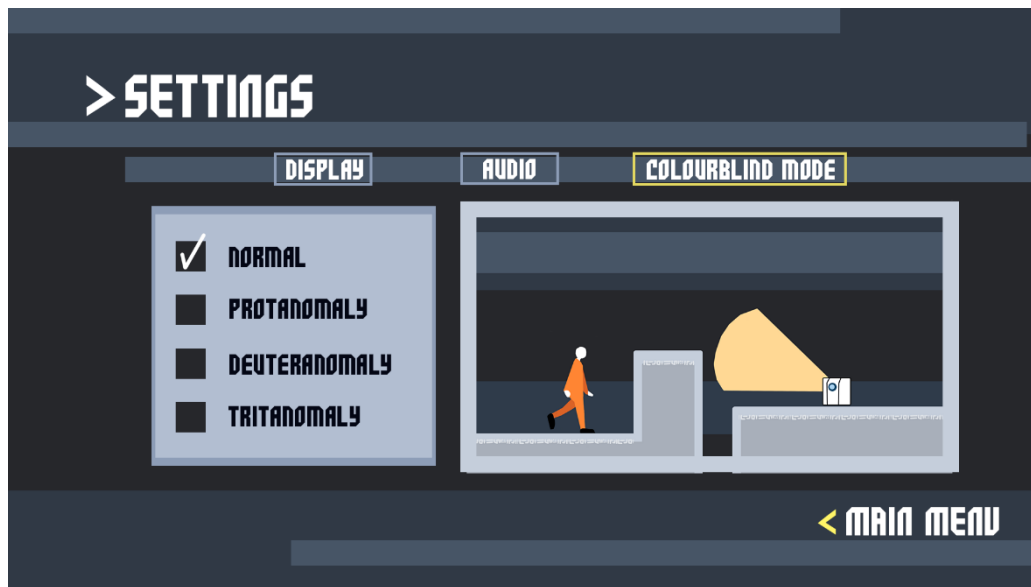 > SETTINGS
DISPLAY
AUDIO
COLOURBLIND MODE
NORMAL
PROTANOMALY
DEUTERANOMALY
TRITANOMALY
< MAIN MENU